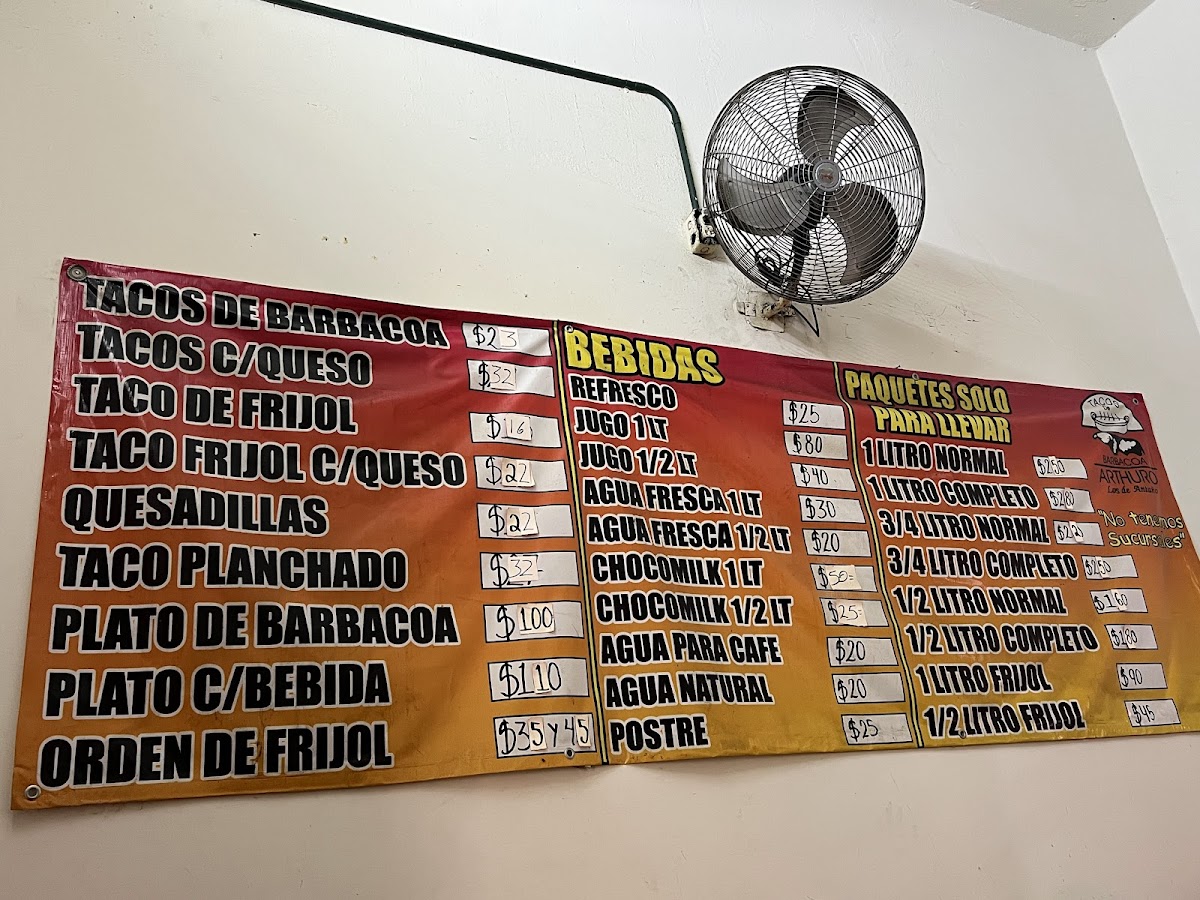 TACOS DE BARBACOA $23
TACOS C/QUESO $32
TACO DE FRIJOL $16
TACO FRIJOL C/QUESO $22
QUESADILLAS $22
TACO PLANCHADO $32
PLATO DE BARBACOA $100
PLATO C/BEBIDA $110
ORDEN DE FRIJOL $35 Y 45
BEBIDAS
REFRESCO $25
JUGO 1 LT $80
JUGO 1/2 LT $40
AGUA FRESCA 1 LT $30
AGUA FRESCA 1/2 LT $20
CHOCOMILK 1 LT $50=
CHOCOMILK 1/2 LT $25=
AGUA PARA CAFE $20
AGUA NATURAL $20
POSTRE $25
PAQUETES SOLO
PARA LLEVAR
1 LITRO NORMAL $250
1 LITRO COMPLETO $280
3/4 LITRO NORMAL
3/4 LITRO COMPLETO $250
1/2 LITRO NORMAL $160
1/2 LITRO COMPLETO $180
1 LITRO FRIJOL $90
1/2 LITRO FRIJOL $45
TACOS
BARBACOA
ARTHURO
Los de Antaño
"No tenemos
Sucursales"